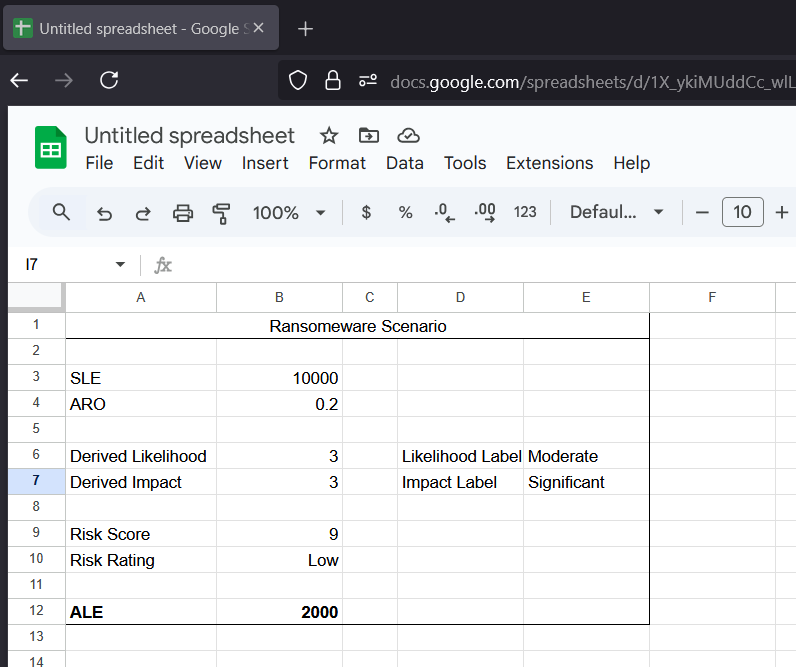 Untitled spreadsheet - Google S
docs.google.com/spreadsheets/d/1X_ykiMUddCc_wlL
Untitled spreadsheet
File Edit View Insert Format Data Tools Extensions Help
100% $ % .0 .00 123 Defaul... 10
I7 fx
A B C D E F
1 Ransomeware Scenario
2
3 SLE 10000
4 ARO 0.2
5
6 Derived Likelihood 3 Likelihood Label Moderate
7 Derived Impact 3 Impact Label Significant
8
9 Risk Score 9
10 Risk Rating Low
11
12 ALE 2000
13
14